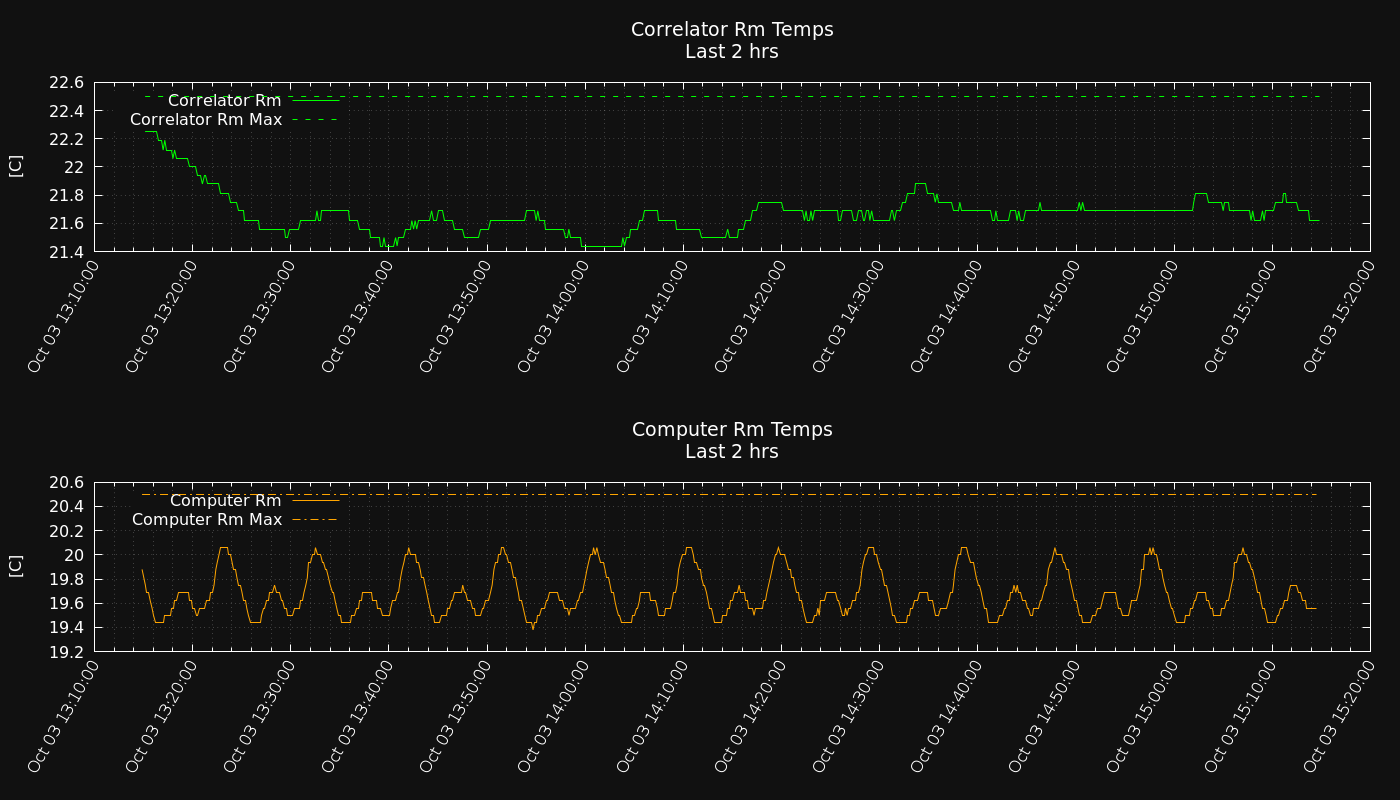 Correlator Rm Temps
Last 2 hrs
22.6
22.4
22.2
22
21.8
21.6
21.4
[C]
Correlator Rm
Correlator Rm Max
Oct 03 13:10:00
Oct 03 13:20:00
Oct 03 13:30:00
Oct 03 13:40:00
Oct 03 13:50:00
Oct 03 14:00:00
Oct 03 14:10:00
Oct 03 14:20:00
Oct 03 14:30:00
Oct 03 14:40:00
Oct 03 14:50:00
Oct 03 15:00:00
Oct 03 15:10:00
Oct 03 15:20:00
Computer Rm Temps
Last 2 hrs
20.6
20.4
20.2
20
19.8
19.6
19.4
19.2
[C]
Computer Rm
Computer Rm Max
Oct 03 13:10:00
Oct 03 13:20:00
Oct 03 13:30:00
Oct 03 13:40:00
Oct 03 13:50:00
Oct 03 14:00:00
Oct 03 14:10:00
Oct 03 14:20:00
Oct 03 14:30:00
Oct 03 14:40:00
Oct 03 14:50:00
Oct 03 15:00:00
Oct 03 15:10:00
Oct 03 15:20:00